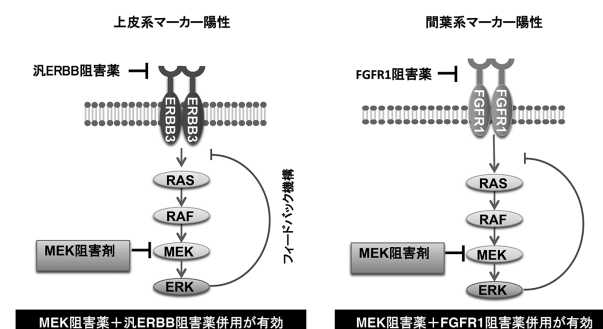 上皮系マーカー陽性
汎ERBB阻害薬
ERBB3
ERBB3
RAS
RAF
MEK阻害剤
MEK
ERK
フィードバック機構
MEK阻害薬＋汎ERBB阻害薬併用が有効
間葉系マーカー陽性
FGFR1阻害薬
FGFR1
FGFR1
RAS
RAF
MEK阻害剤
MEK
ERK
MEK阻害薬＋FGFR1阻害薬併用が有効